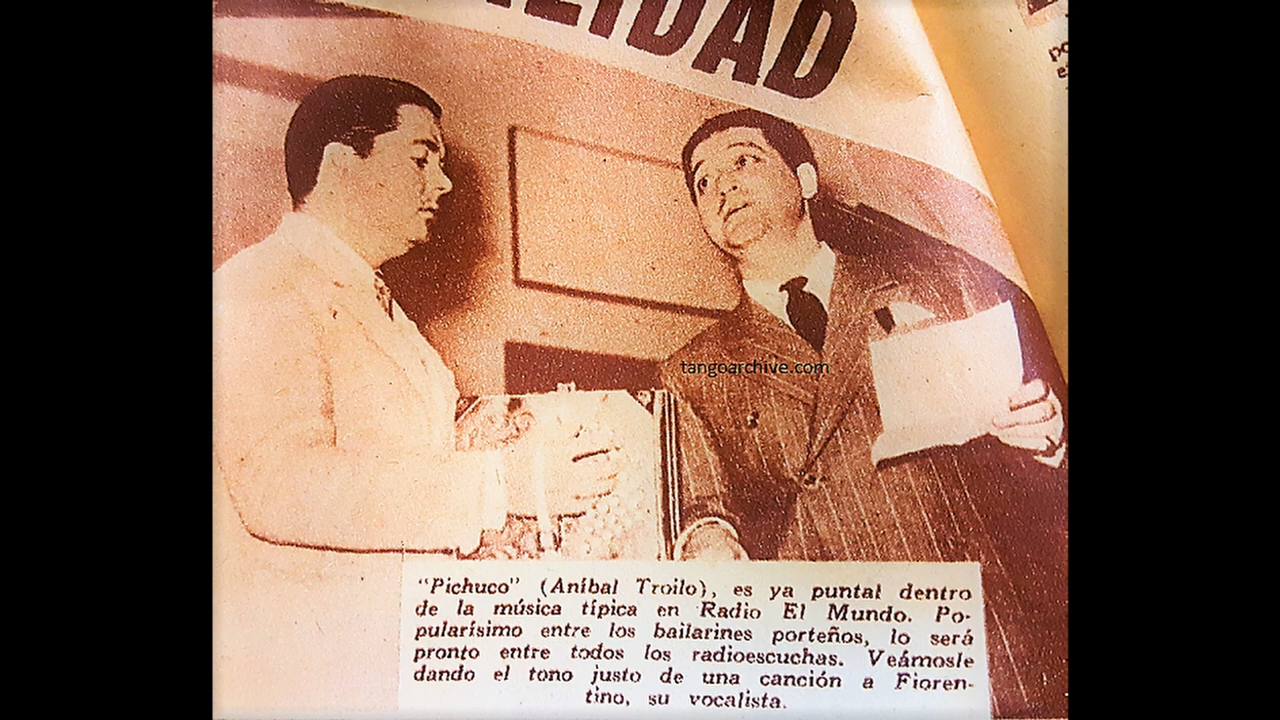 LIDAD
po
e
tangoarchive.com
"Pichuco" (Aníbal Troilo), es ya puntal dentro
de la música típica en Radio El Mundo. Po-
pularísimo entre los bailarines porteños, lo será
pronto entre todos los radioescuchas. Veámosle
dando el tono justo de una canción a Fioren-
tino, su vocalista.